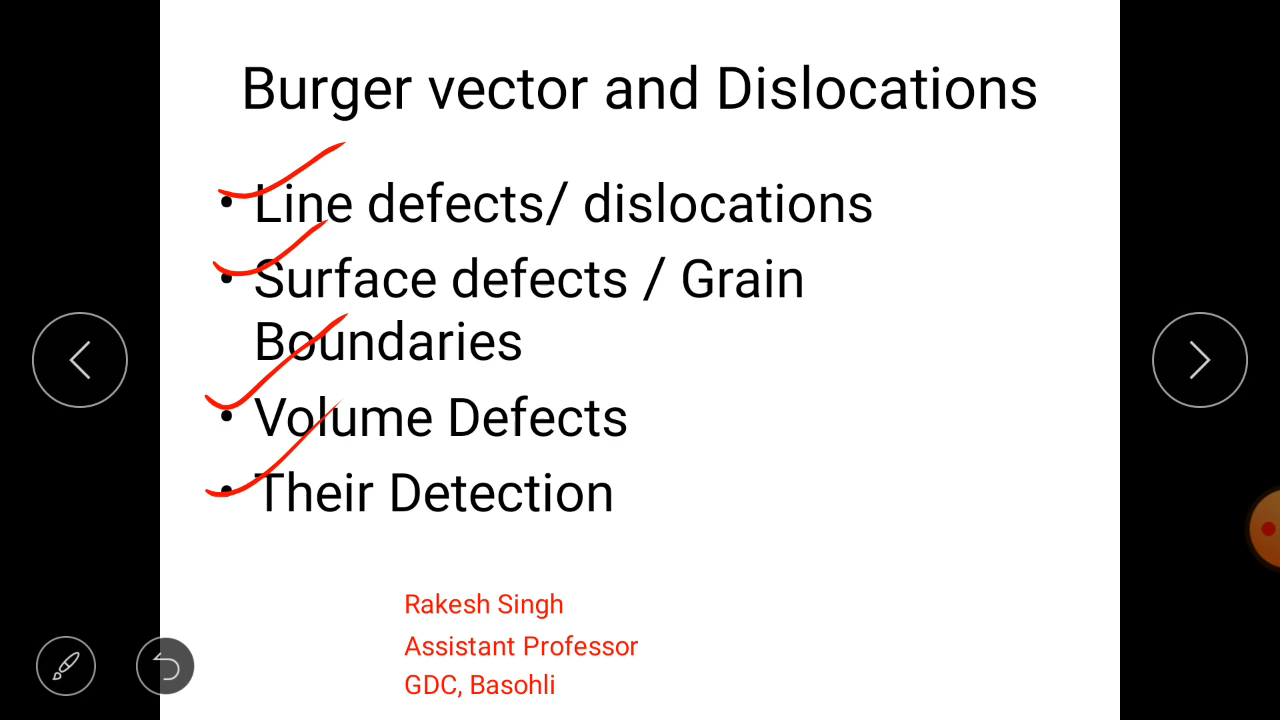 Burger vector and Dislocations
• Line defects/ dislocations
• Surface defects / Grain
Boundaries
• Volume Defects
• Their Detection
Rakesh Singh
Assistant Professor
GDC, Basohli